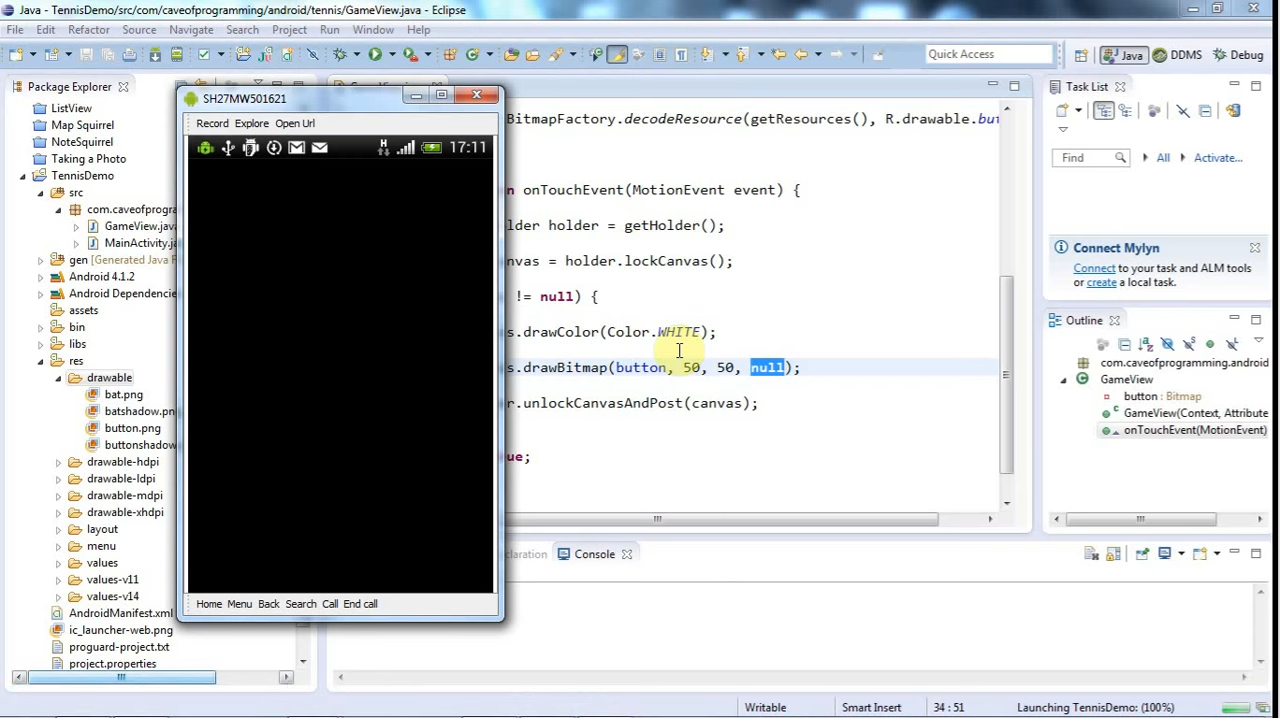 Java - TennisDemo/src/com/caveofprogramming/android/tennis/GameView.java - Eclipse
File Edit Refactor Source Navigate Search Project Run Window Help
Quick Access
Java
DDMS
Debug
Package Explorer
ListView
Map Squirrel
NoteSquirrel
Taking a Photo
TennisDemo
src
com.caveofprogra
GameView.java
MainActivity.ja
gen [Generated Java F
Android 4.1.2
Android Dependencie
assets
bin
libs
res
drawable
bat.png
batshadow.pn
button.png
buttonshadow
drawable-hdpi
drawable-ldpi
drawable-mdpi
drawable-xhdpi
layout
menu
values
values-v11
values-v14
AndroidManifest.xml
ic_launcher-web.png
proguard-project.txt
project.properties
SH27MW501621
Record Explore Open Url
H
17:11
Home Menu Back Search Call End call
BitmapFactory.decodeResource(getResources(), R.drawable.but
n onTouchEvent(MotionEvent event) {
lder holder = getHolder();
nvas = holder.lockCanvas();
!= null) {
s.drawColor(Color.WHITE);
s.drawBitmap(button, 50, 50, null);
r.unlockCanvasAndPost(canvas);
ue;
claration
Console
Task List
Find
All
Activate...
Connect Mylyn
Connect to your task and ALM tools
or create a local task.
Outline
com.caveofprogramming.android
GameView
button : Bitmap
GameView(Context, Attribute
onTouchEvent(MotionEvent)
Writable
Smart Insert
34 : 51
Launching TennisDemo: (100%)